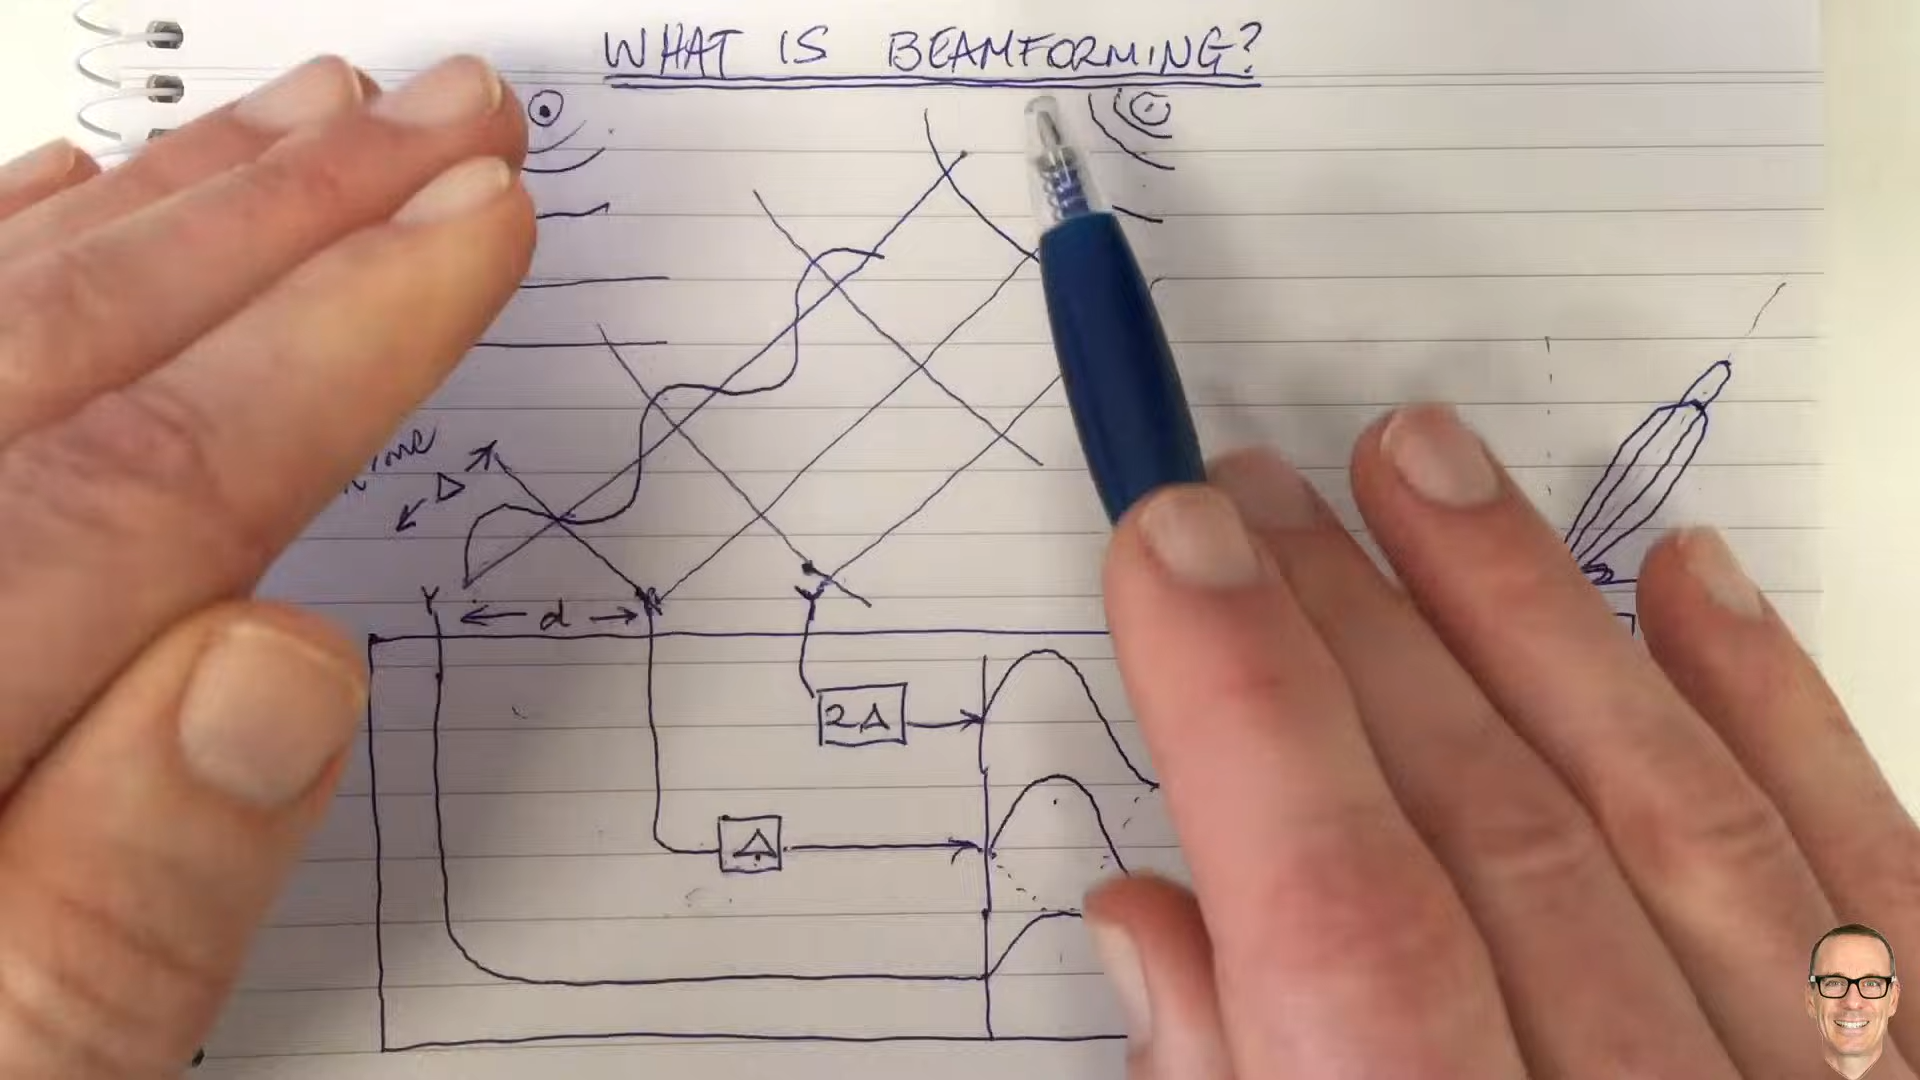 WHAT IS BEAMFORMING?
Δ
d
2Δ
Δ